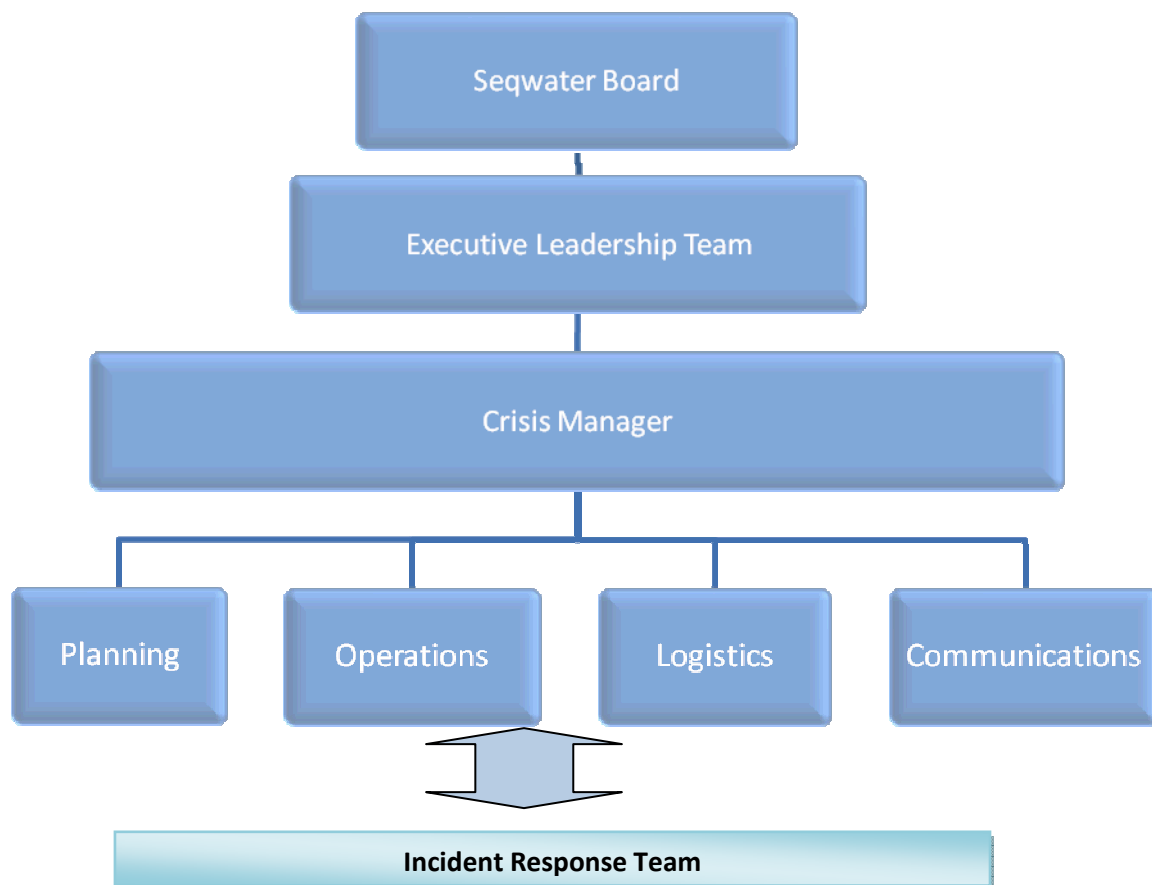 Seqwater Board
Executive Leadership Team
Crisis Manager
Planning
Operations
Logistics
Communications
Incident Response Team